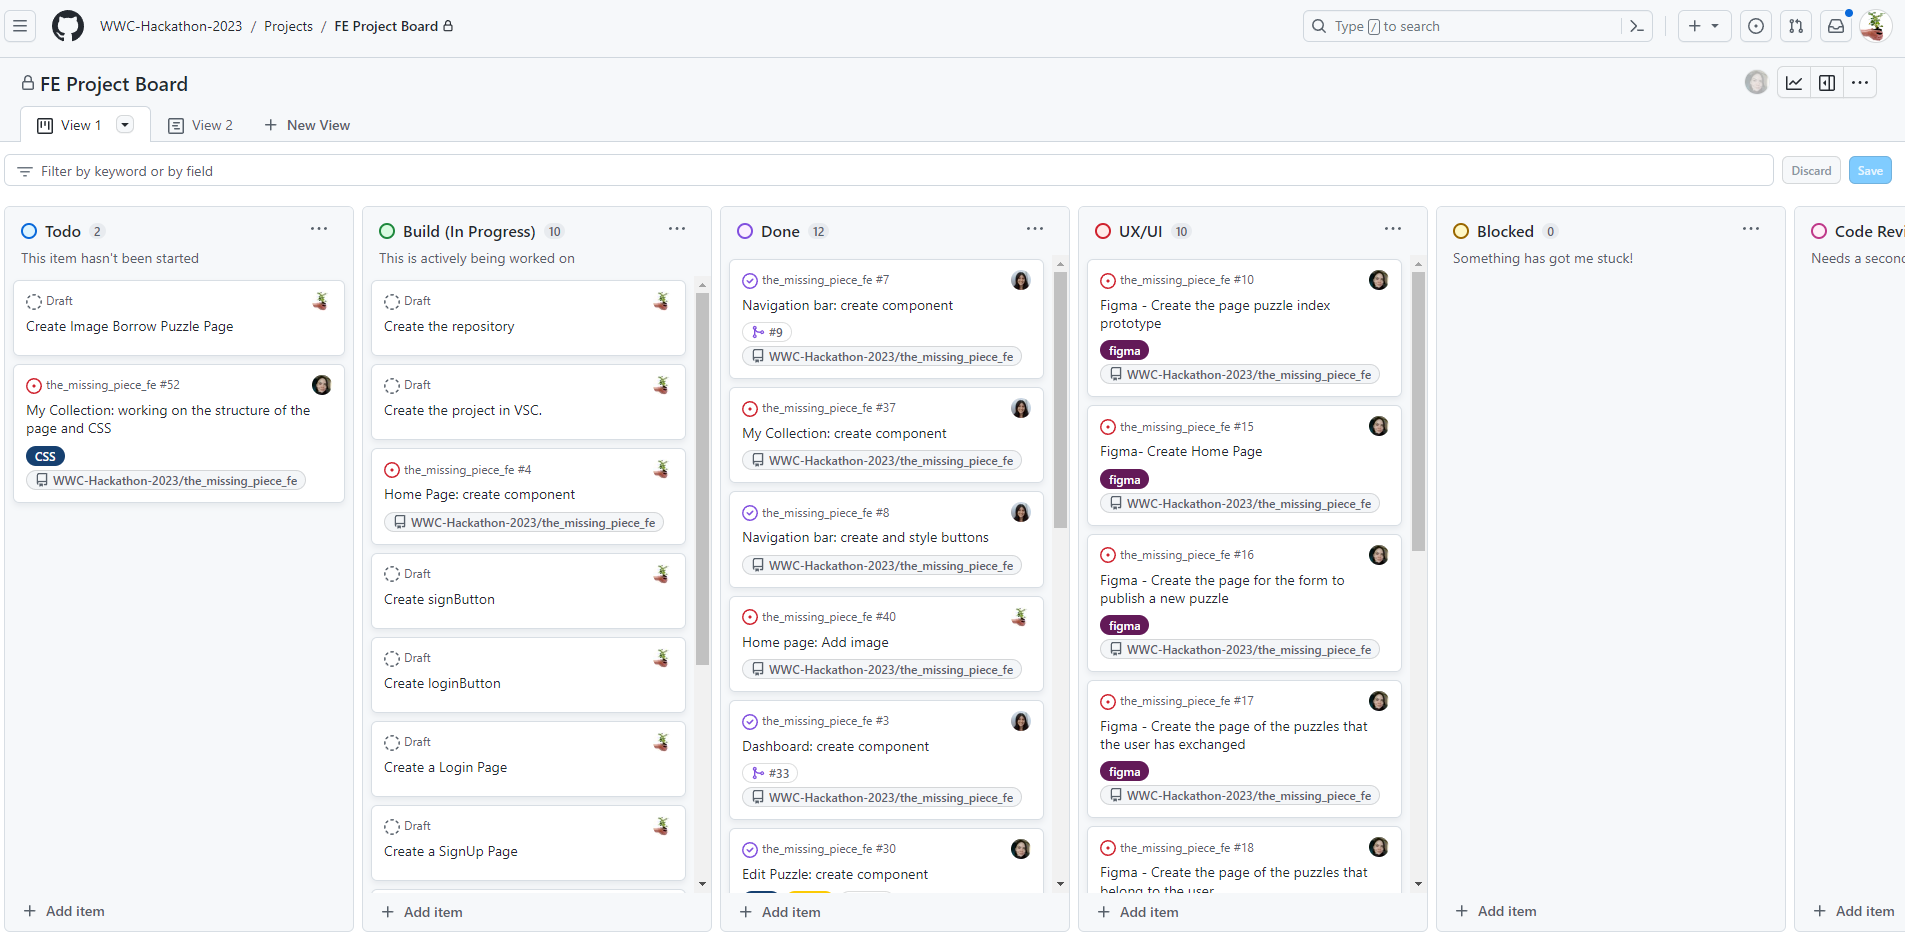 WWC-Hackathon-2023 / Projects / FE Project Board
Type / to search
FE Project Board
View 1
View 2
New View
Filter by keyword or by field
Discard
Save
Todo 2
This item hasn't been started
Draft
Create Image Borrow Puzzle Page
the_missing_piece_fe #52
My Collection: working on the structure of the
page and CSS
CSS
WWC-Hackathon-2023/the_missing_piece_fe
Add item
Build (In Progress) 10
This is actively being worked on
Draft
Create the repository
Draft
Create the project in VSC.
the_missing_piece_fe #4
Home Page: create component
WWC-Hackathon-2023/the_missing_piece_fe
Draft
Create signButton
Draft
Create loginButton
Draft
Create a Login Page
Draft
Create a SignUp Page
Add item
Done 12
the_missing_piece_fe #7
Navigation bar: create component
#9
WWC-Hackathon-2023/the_missing_piece_fe
the_missing_piece_fe #37
My Collection: create component
WWC-Hackathon-2023/the_missing_piece_fe
the_missing_piece_fe #8
Navigation bar: create and style buttons
WWC-Hackathon-2023/the_missing_piece_fe
the_missing_piece_fe #40
Home page: Add image
WWC-Hackathon-2023/the_missing_piece_fe
the_missing_piece_fe #3
Dashboard: create component
#33
WWC-Hackathon-2023/the_missing_piece_fe
the_missing_piece_fe #30
Edit Puzzle: create component
Add item
UX/UI 10
the_missing_piece_fe #10
Figma - Create the page puzzle index
prototype
figma
WWC-Hackathon-2023/the_missing_piece_fe
the_missing_piece_fe #15
Figma- Create Home Page
figma
WWC-Hackathon-2023/the_missing_piece_fe
the_missing_piece_fe #16
Figma - Create the page for the form to
publish a new puzzle
figma
WWC-Hackathon-2023/the_missing_piece_fe
the_missing_piece_fe #17
Figma - Create the page of the puzzles that
the user has exchanged
figma
WWC-Hackathon-2023/the_missing_piece_fe
the_missing_piece_fe #18
Figma - Create the page of the puzzles that
belong to the user
Add item
Blocked 0
Something has got me stuck!
Add item
Code Revi
Needs a second
Add item